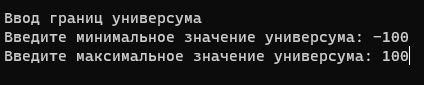 Ввод границ универсума
Введите минимальное значение универсума: -100
Введите максимальное значение универсума: 100